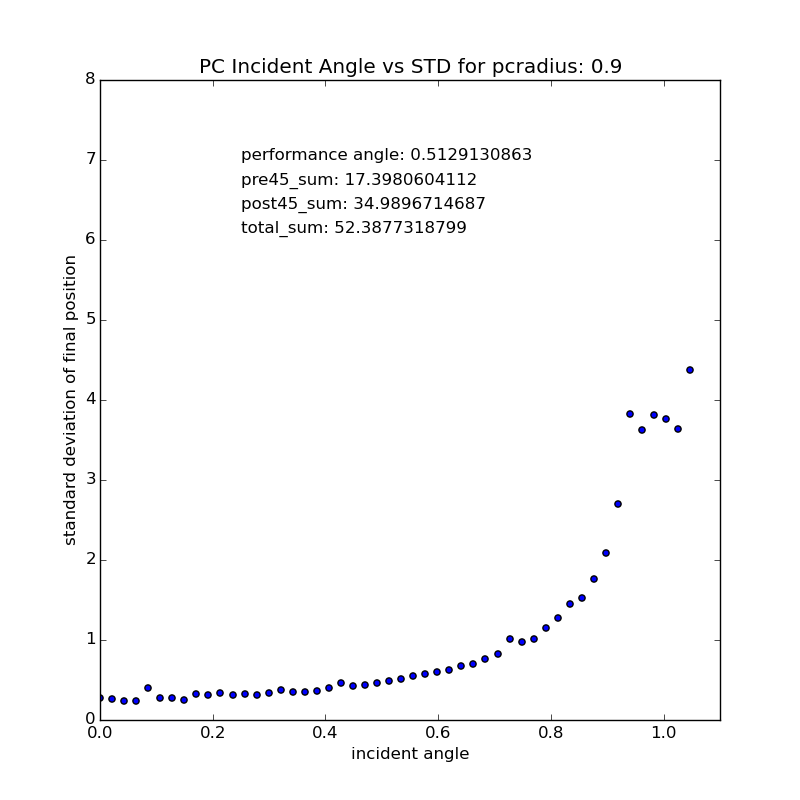 PC Incident Angle vs STD for pcradius: 0.9
8
7
6
5
4
3
2
1
0
standard deviation of final position
performance angle: 0.5129130863
pre45_sum: 17.3980604112
post45_sum: 34.9896714687
total_sum: 52.3877318799
0.0 0.2 0.4 0.6 0.8 1.0
incident angle